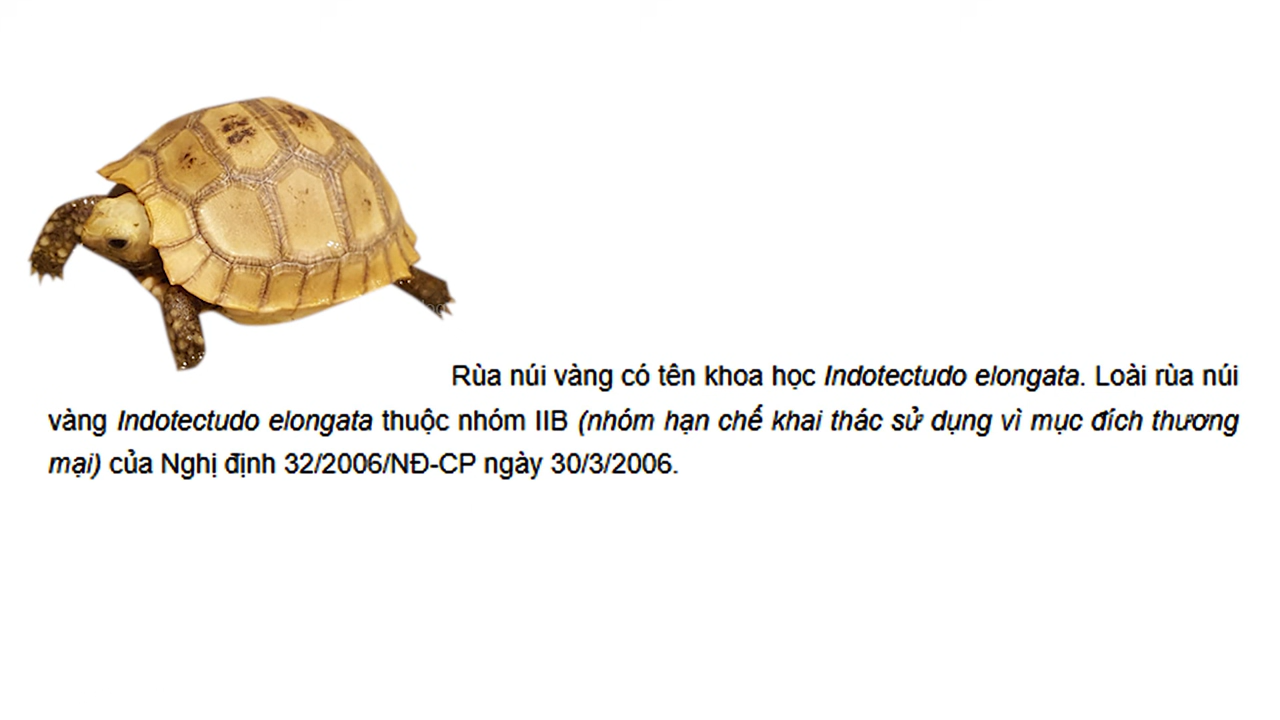 Rùa núi vàng có tên khoa học Indotectudo elongata. Loài rùa núi
vàng Indotectudo elongata thuộc nhóm IIB (nhóm hạn chế khai thác sử dụng vì mục đích thương
mại) của Nghị định 32/2006/NĐ-CP ngày 30/3/2006.